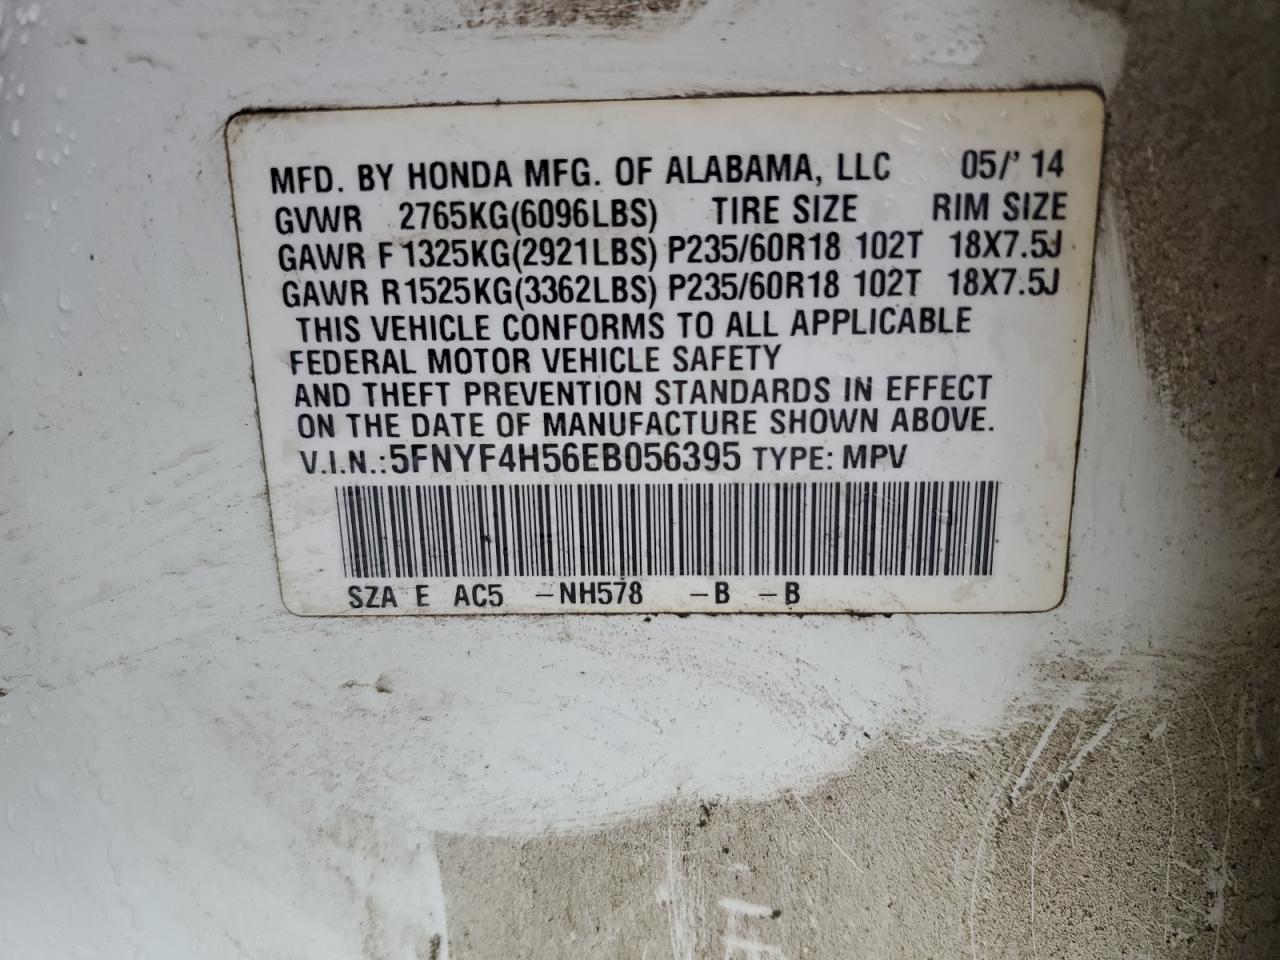 MFD. BY HONDA MFG. OF ALABAMA, LLC 05/' 14
GVWR 2765KG(6096LBS) TIRE SIZE RIM SIZE
GAWR F 1325KG(2921LBS) P235/60R18 102T 18X7.5J
GAWR R1525KG(3362LBS) P235/60R18 102T 18X7.5J
THIS VEHICLE CONFORMS TO ALL APPLICABLE
FEDERAL MOTOR VEHICLE SAFETY
AND THEFT PREVENTION STANDARDS IN EFFECT
ON THE DATE OF MANUFACTURE SHOWN ABOVE.
V.I.N.:5FNYF4H56EB056395 TYPE: MPV
SZA E AC5 -NH578 -B -B